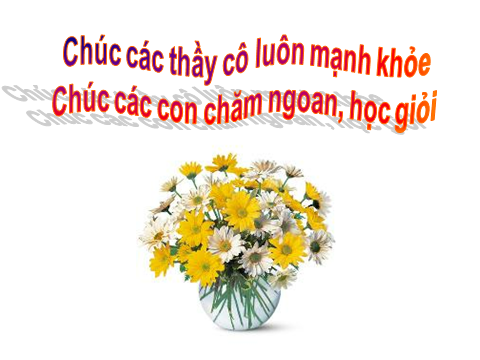 Chúc các thầy cô luôn mạnh khỏe
Chúc các con chăm ngoan, học giỏi